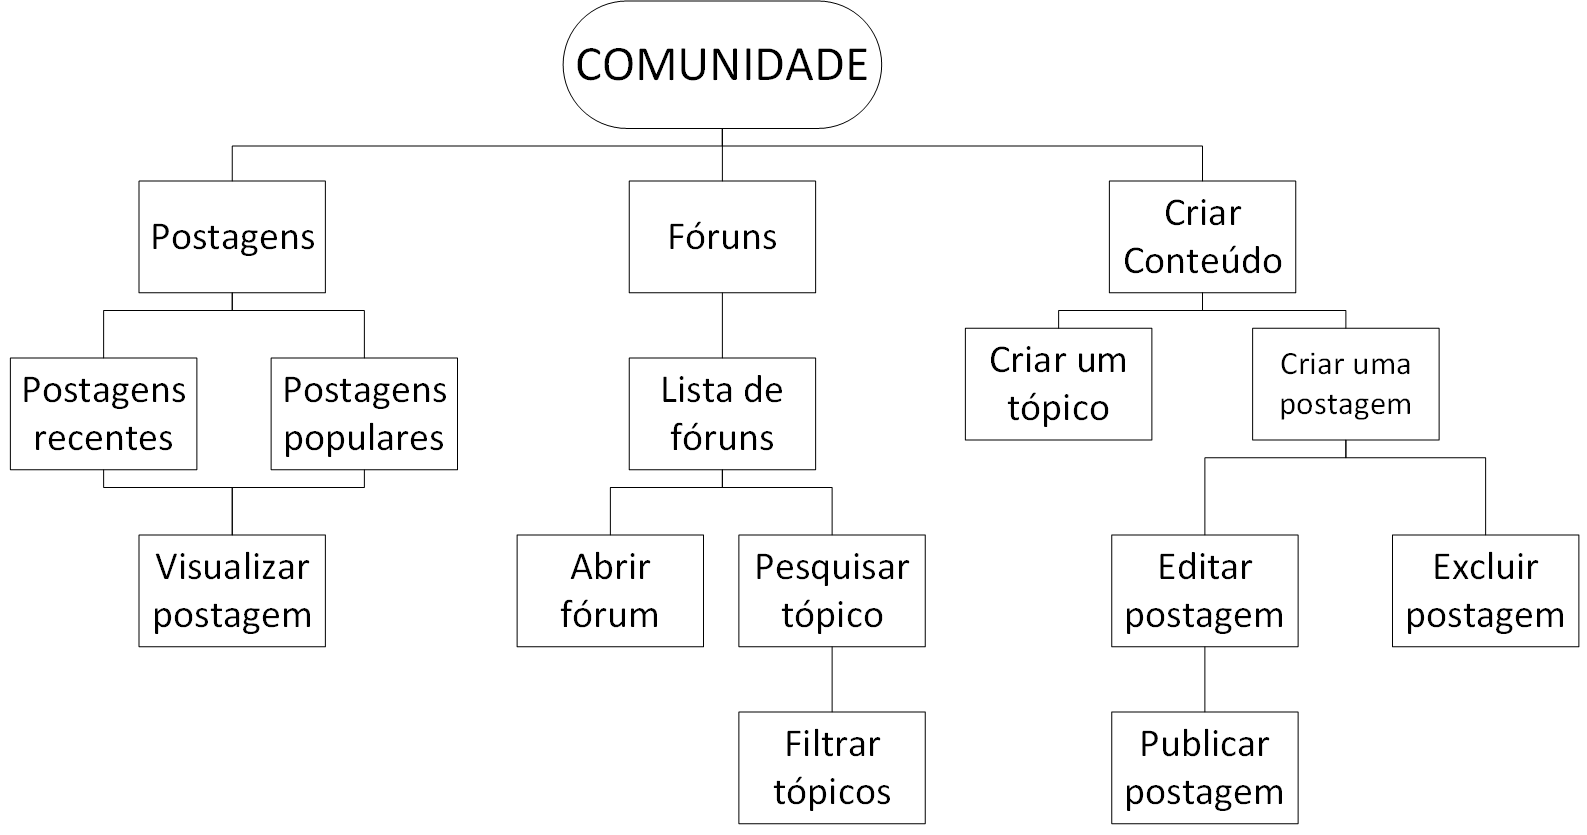 COMUNIDADE
Postagens
Fóruns
Criar
Conteúdo
Postagens
recentes
Postagens
populares
Lista de
fóruns
Criar um
tópico
Criar uma
postagem
Visualizar
postagem
Abrir
fórum
Pesquisar
tópico
Editar
postagem
Excluir
postagem
Filtrar
tópicos
Publicar
postagem